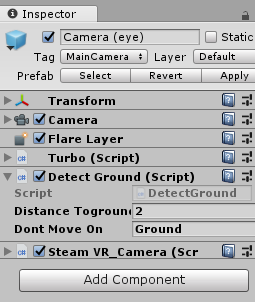 Inspector
Camera (eye) Static
Tag MainCamera Layer Default
Prefab Select Revert Apply
Transform
Camera
Flare Layer
Turbo (Script)
Detect Ground (Script)
Script DetectGround
Distance Toground 2
Dont Move On Ground
Steam VR_Camera (Scr
Add Component